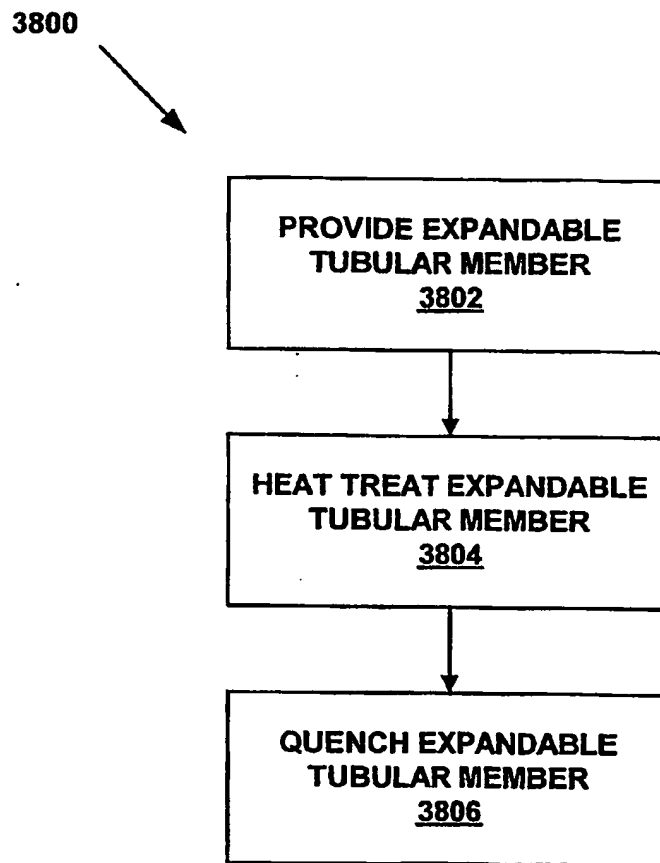 3800
PROVIDE EXPANDABLE
TUBULAR MEMBER
3802
HEAT TREAT EXPANDABLE
TUBULAR MEMBER
3804
QUENCH EXPANDABLE
TUBULAR MEMBER
3806